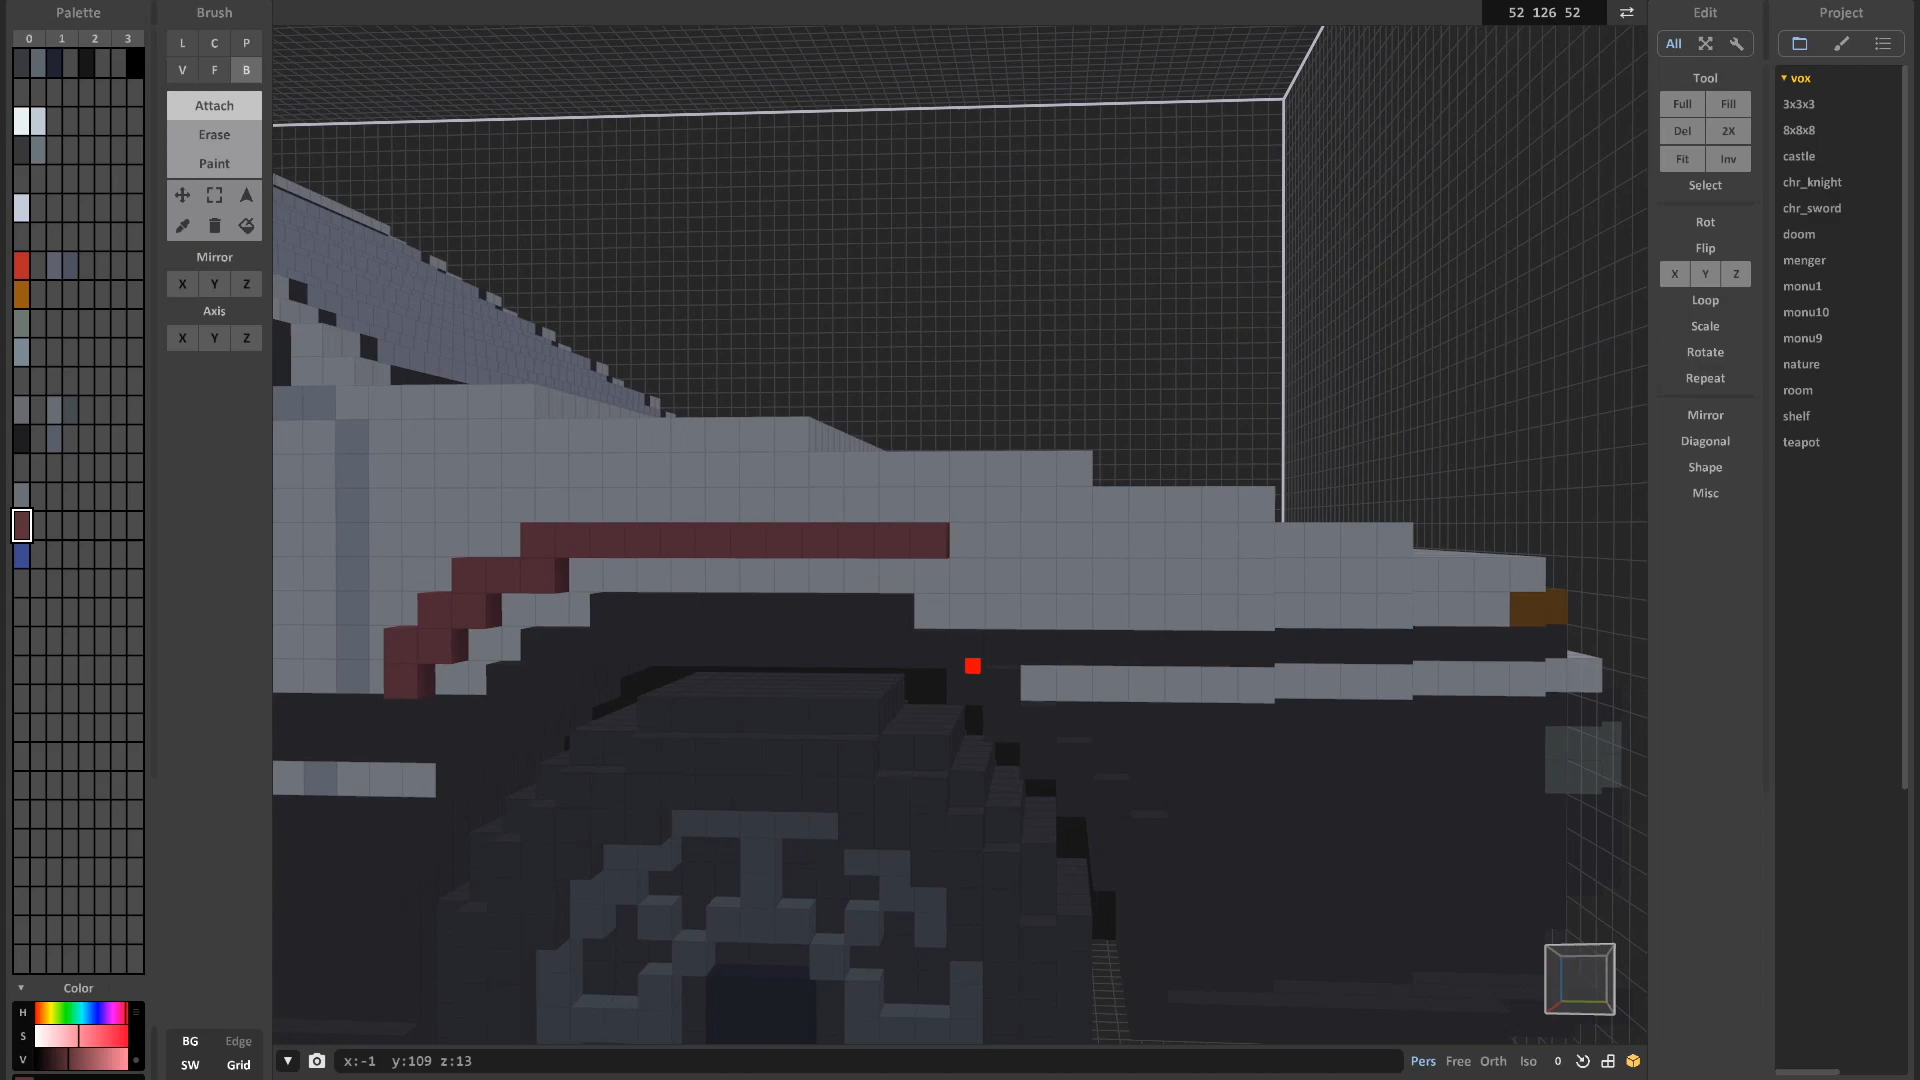 Palette
0 1 2 3
Color
H
S
V
Brush
L C P
V F B
Attach
Erase
Paint
Mirror
X Y Z
Axis
X Y Z
BG Edge
SW Grid
52 126 52
x:-1 y:109 z:13
Pers Free Orth Iso 0
Edit
All
Tool
Full Fill
Del 2X
Fit Inv
Select
Rot
Flip
X Y Z
Loop
Scale
Rotate
Repeat
Mirror
Diagonal
Shape
Misc
Project
vox
3x3x3
8x8x8
castle
chr_knight
chr_sword
doom
menger
monu1
monu10
monu9
nature
room
shelf
teapot